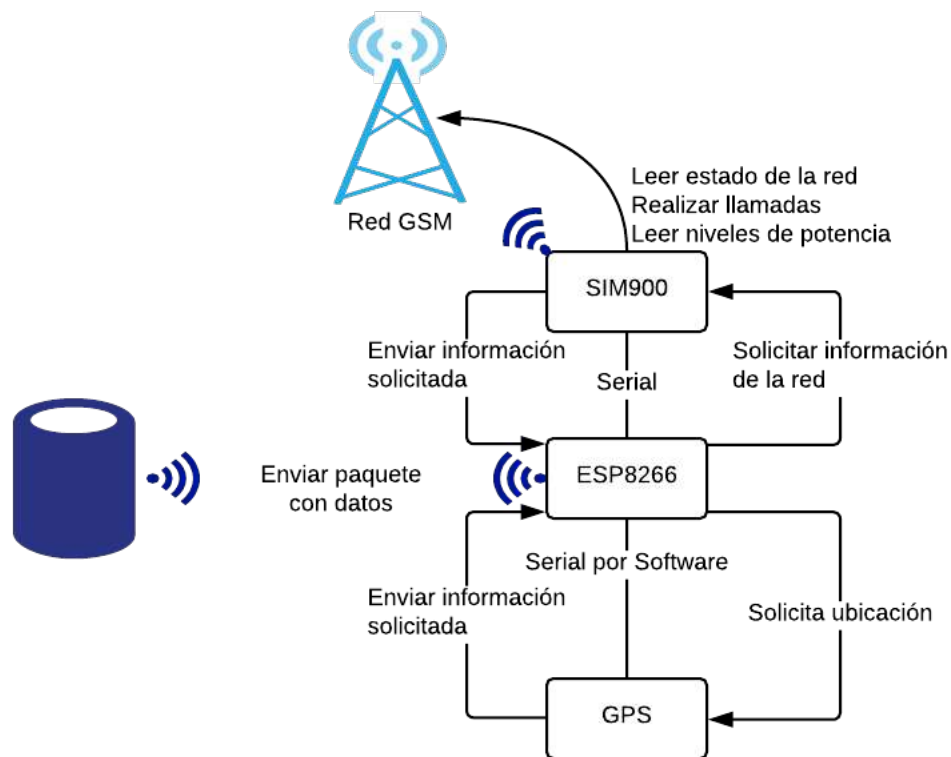 Red GSM
Leer estado de la red
Realizar llamadas
Leer niveles de potencia
SIM900
Enviar información
solicitada
Serial
Solicitar información
de la red
Enviar paquete
con datos
ESP8266
Serial por Software
Enviar información
solicitada
Solicita ubicación
GPS